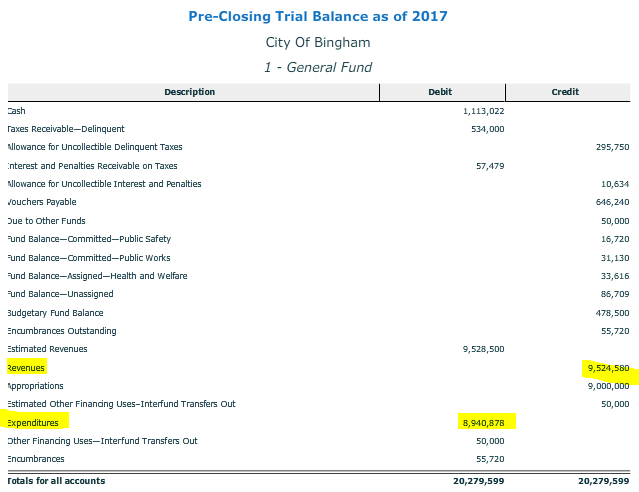 Pre-Closing Trial Balance as of 2017
City Of Bingham
1 - General Fund
Description Debit Credit
Cash 1,113,022
Taxes Receivable—Delinquent 534,000
Allowance for Uncollectible Delinquent Taxes 295,750
Interest and Penalties Receivable on Taxes 57,479
Allowance for Uncollectible Interest and Penalties 10,634
Vouchers Payable 646,240
Due to Other Funds 50,000
Fund Balance—Committed—Public Safety 16,720
Fund Balance—Committed—Public Works 31,130
Fund Balance—Assigned—Health and Welfare 33,616
Fund Balance—Unassigned 86,709
Budgetary Fund Balance 478,500
Encumbrances Outstanding 55,720
Estimated Revenues 9,528,500
Revenues 9,524,580
Appropriations 9,000,000
Estimated Other Financing Uses–Interfund Transfers Out 50,000
Expenditures 8,940,878
Other Financing Uses—Interfund Transfers Out 50,000
Encumbrances 55,720
Totals for all accounts 20,279,599 20,279,599